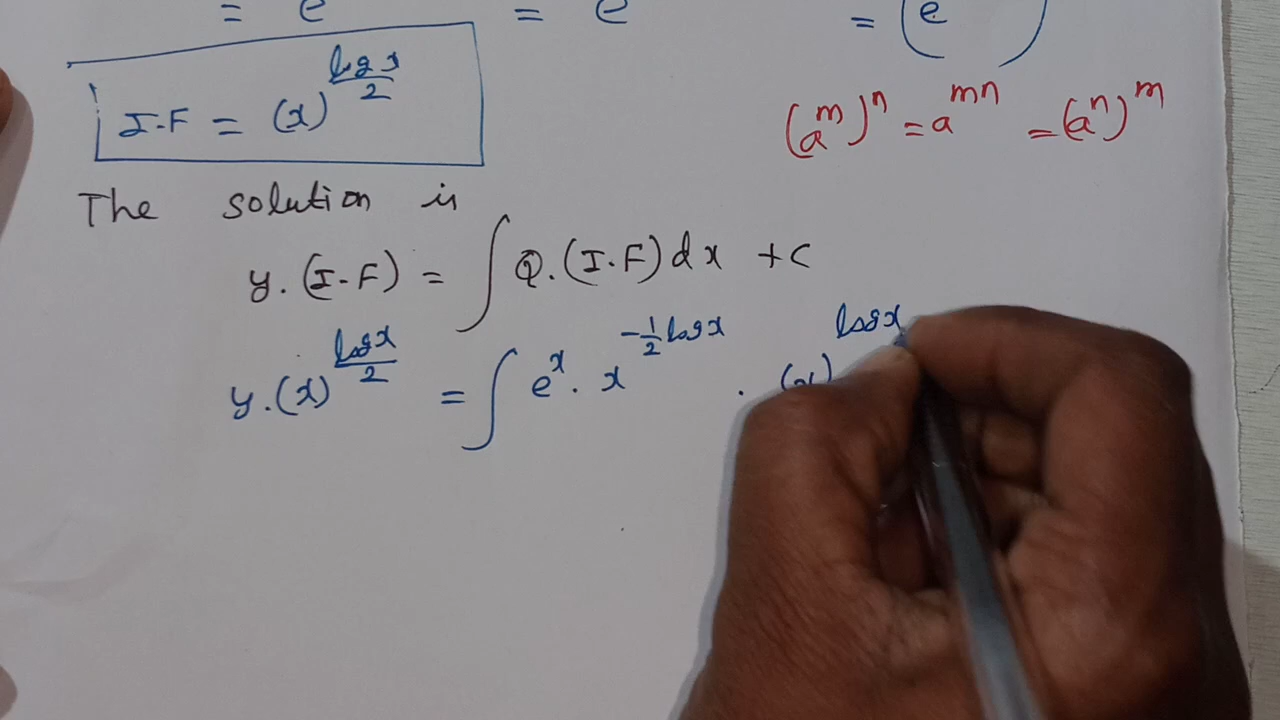 = e = e = (e )
I.F = (x)^(log x / 2)
(a^m)^n = a^(mn) = (a^n)^m
The solution is
y.(I.F) = ∫ Q.(I.F) dx + c
y.(x)^(log x / 2) = ∫ e^x . x^(-1/2 log x) . (x)^(log x)